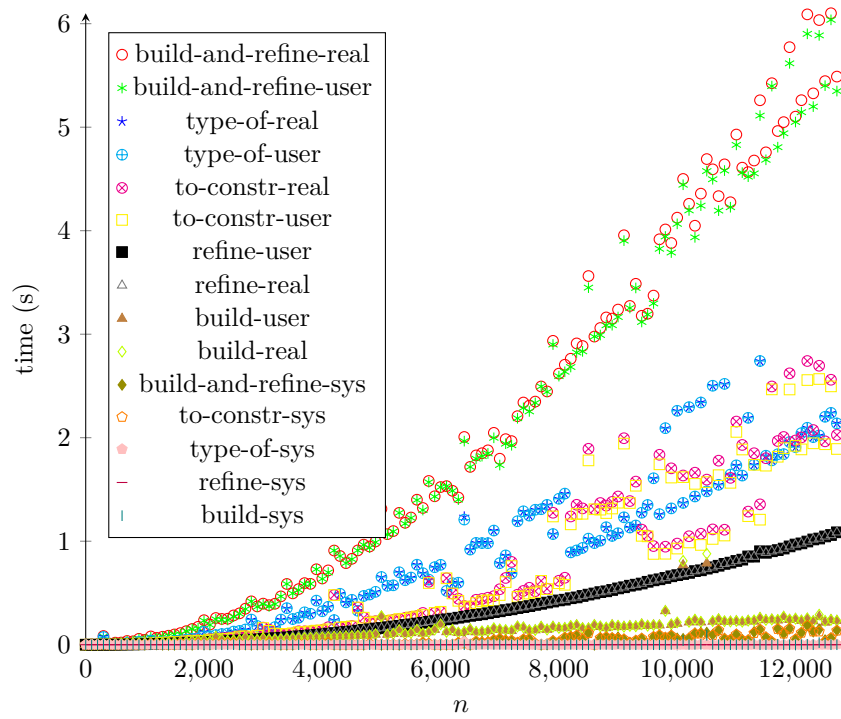 6
build-and-refine-real
build-and-refine-user
type-of-real
type-of-user
to-constr-real
to-constr-user
refine-user
refine-real
build-user
build-real
build-and-refine-sys
to-constr-sys
type-of-sys
refine-sys
build-sys
5
4
3
2
1
0
time (s)
0 2,000 4,000 6,000 8,000 10,000 12,000
n